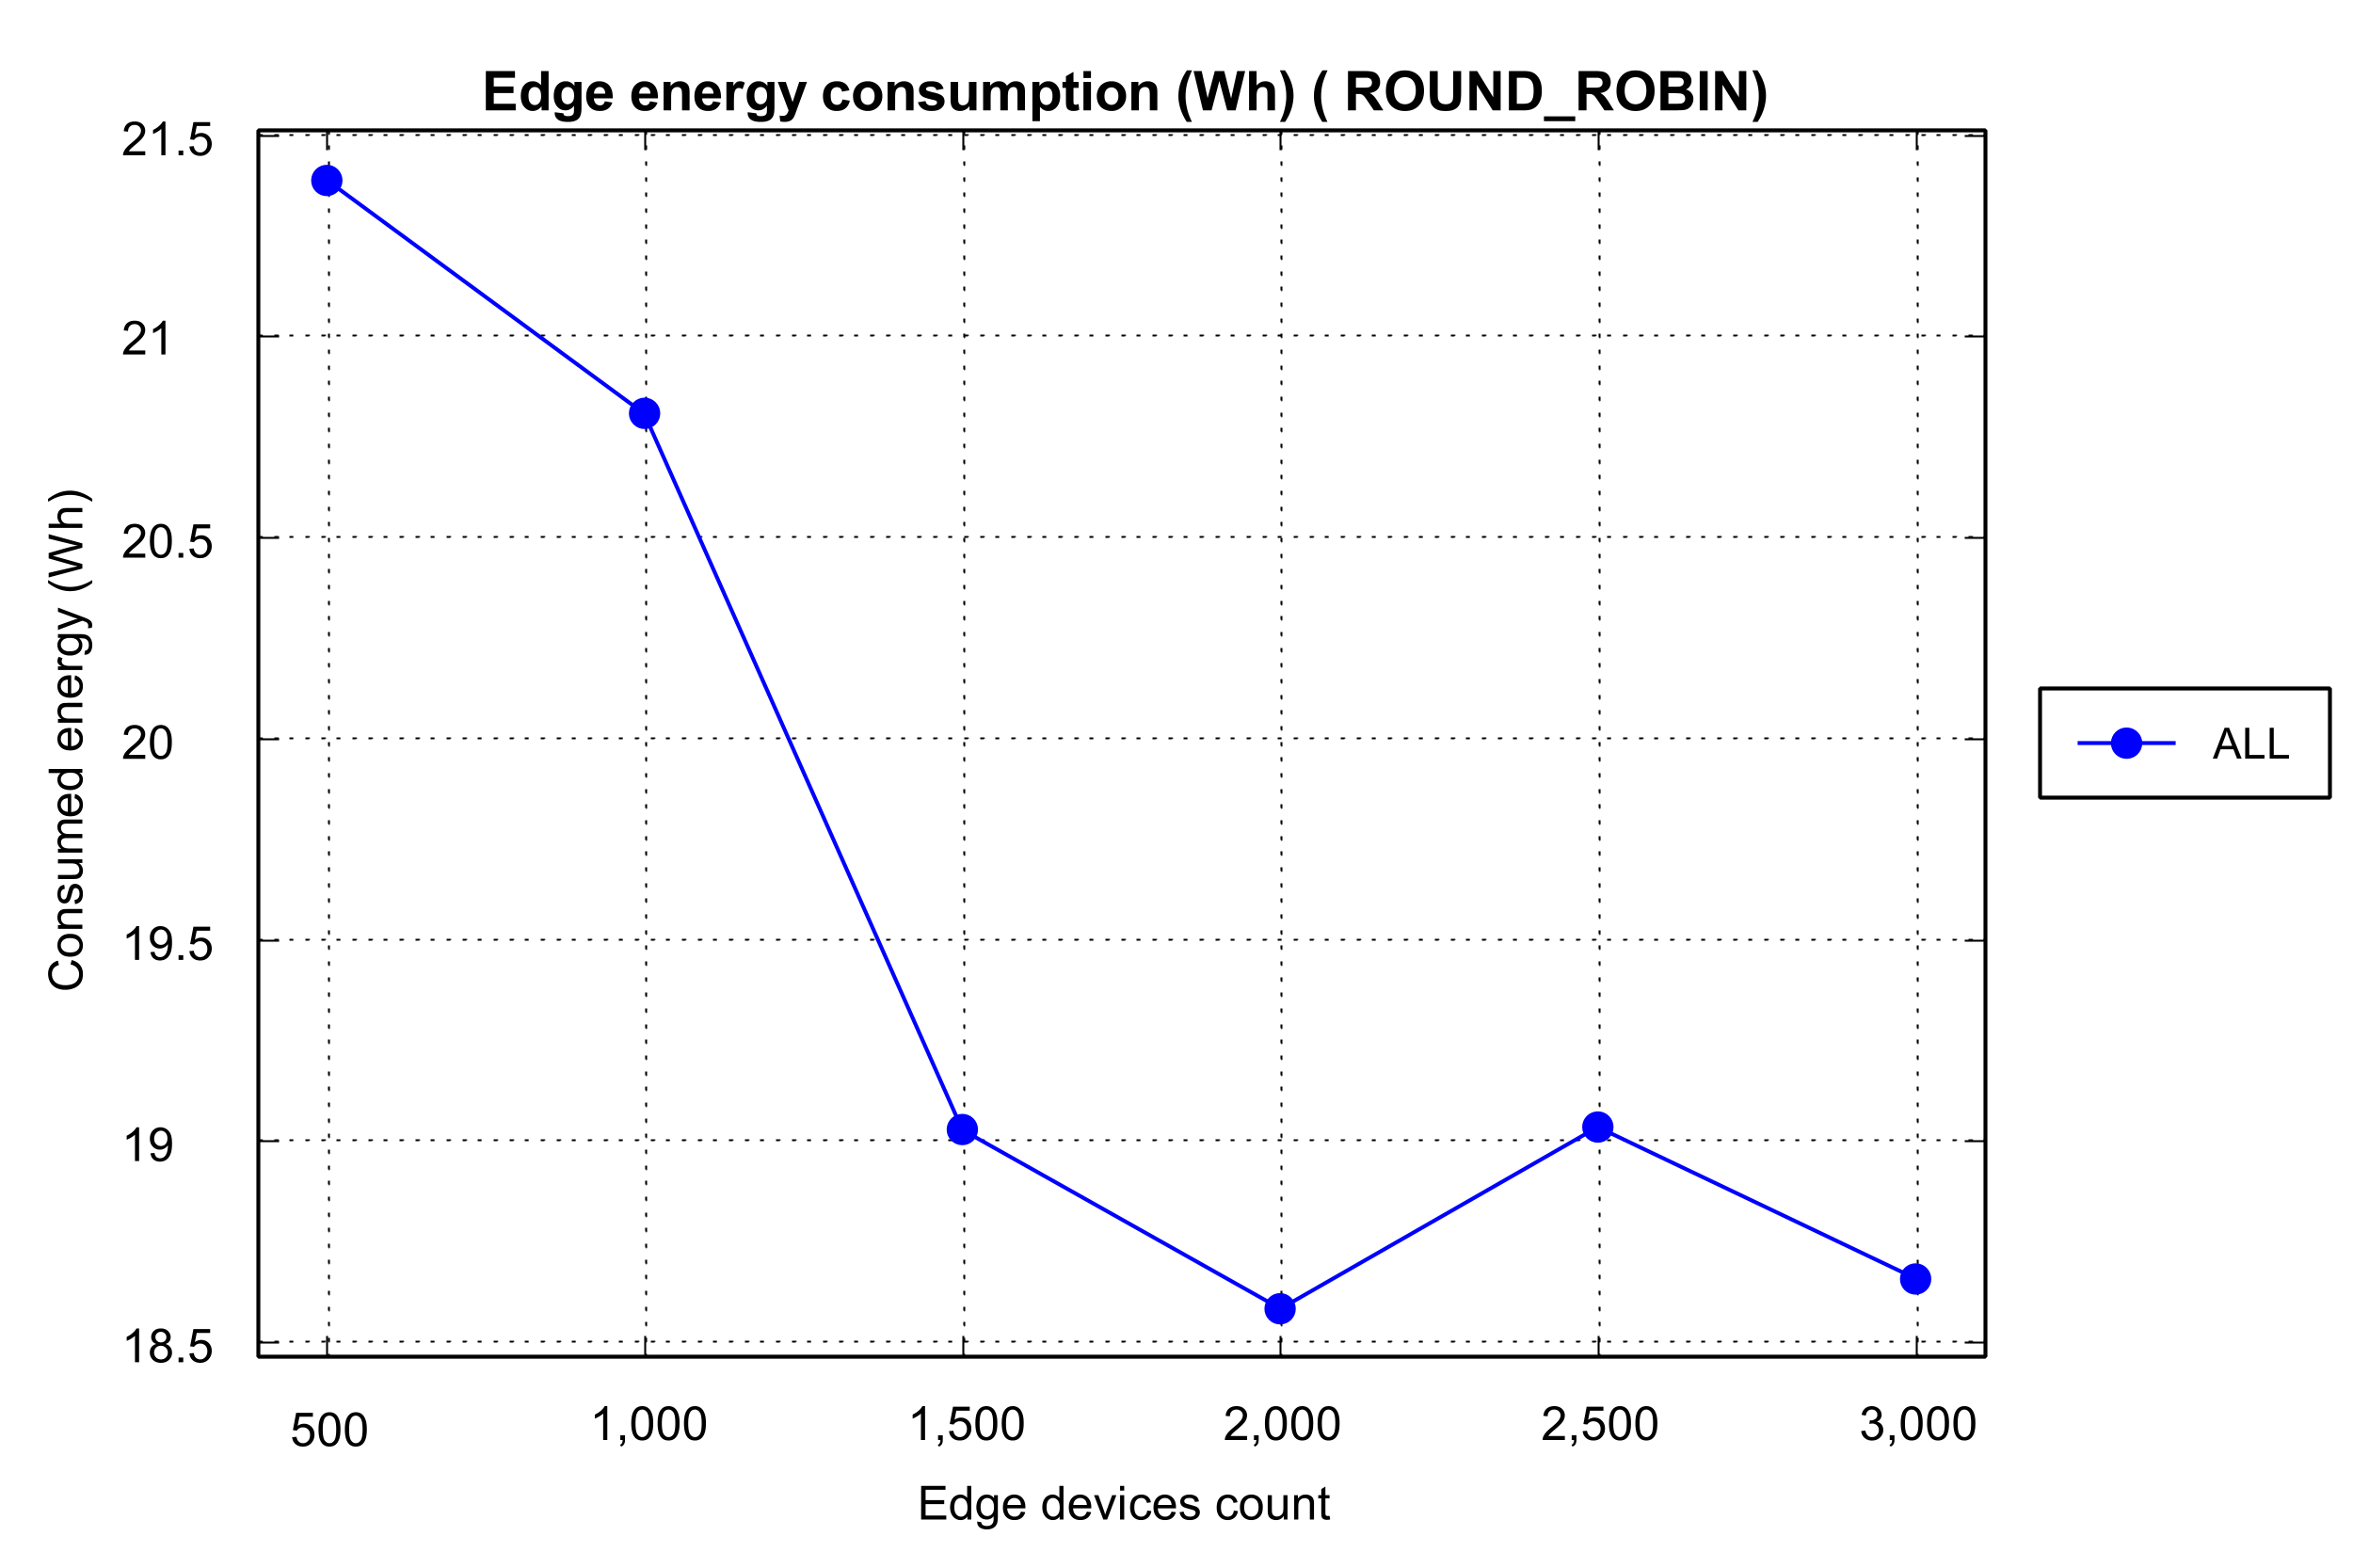 Edge energy consumption (Wh) ( ROUND_ROBIN)
21.5
21
20.5
20
19.5
19
18.5
Consumed energy (Wh)
500 1,000 1,500 2,000 2,500 3,000
Edge devices count
ALL